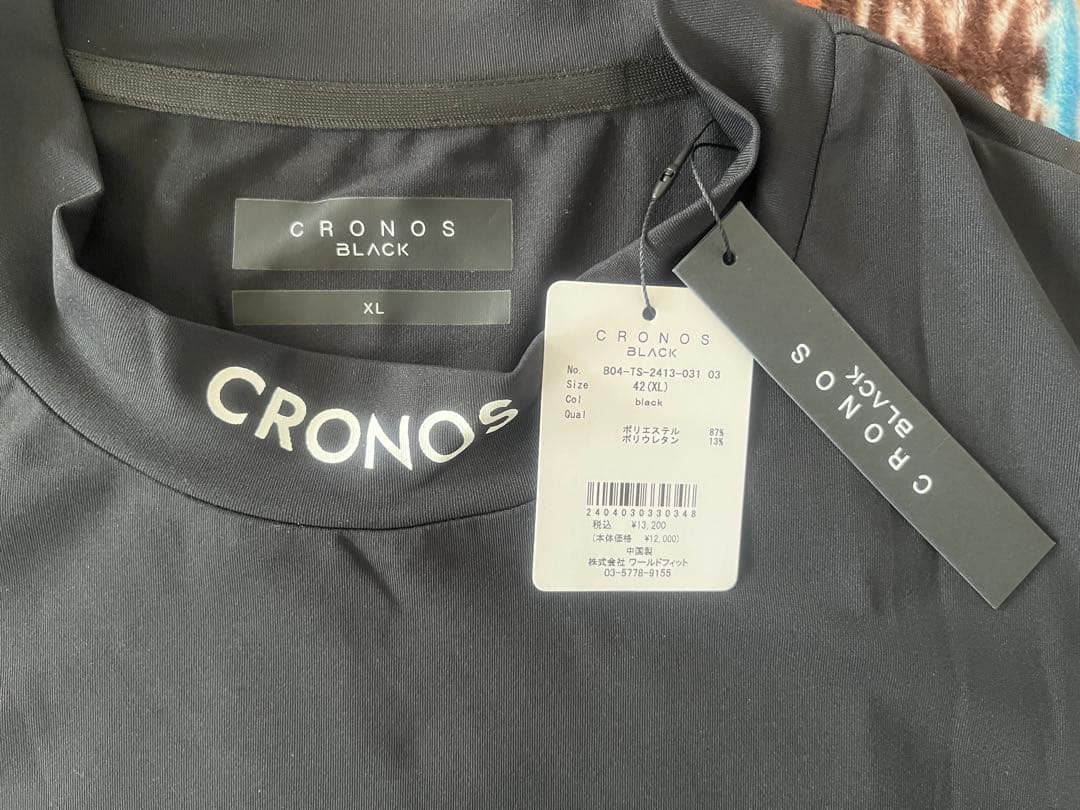 CRONOS
BLACK
XL
CRONOS
CRONOS
BLACK
No. B04-TS-2413-031 03
Size 42(XL)
Col black
Qual
ポリエステル 87%
ポリウレタン 13%
2404030330348
税込 ¥13,200
(本体価格 ¥12,000)
中国製
株式会社 ワールドフィット
03-5778-9155
CRONOS
BLACK